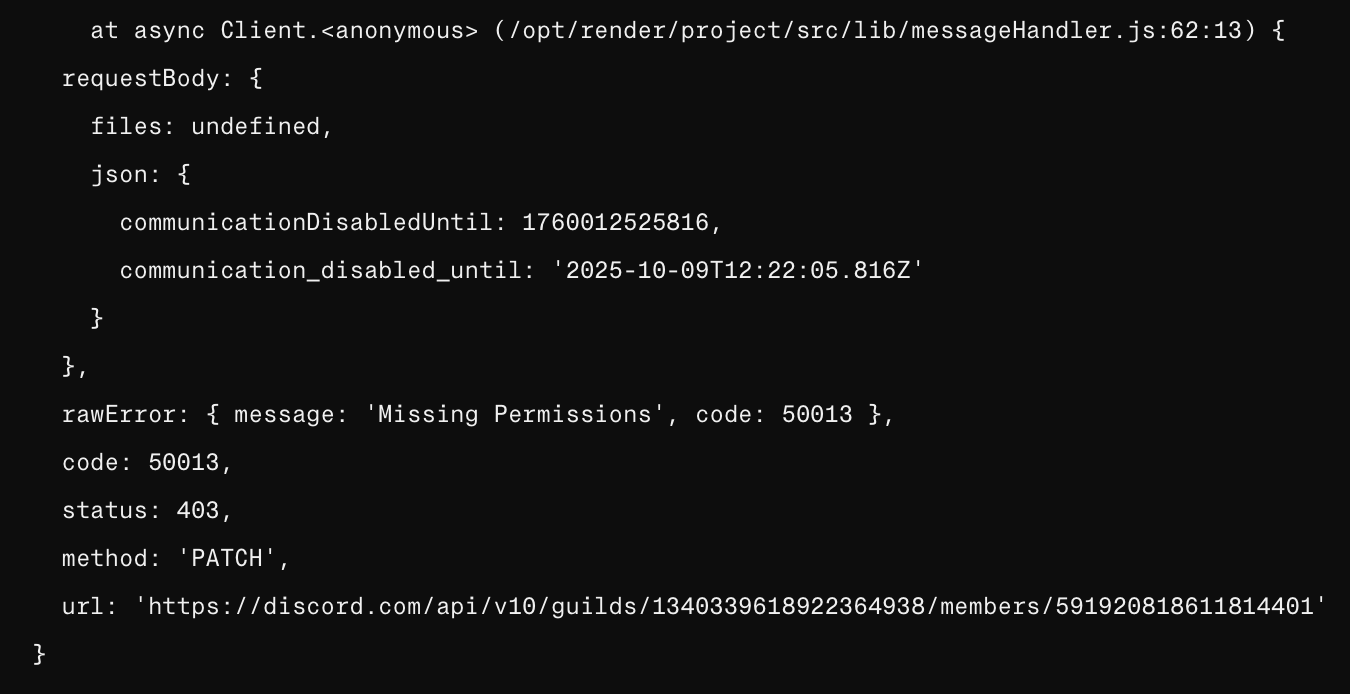 at async Client.<anonymous> (/opt/render/project/src/lib/messageHandler.js:62:13) {
requestBody: {
files: undefined,
json: {
communicationDisabledUntil: 1760012525816,
communication_disabled_until: '2025-10-09T12:22:05.816Z'
}
},
rawError: { message: 'Missing Permissions', code: 50013 },
code: 50013,
status: 403,
method: 'PATCH',
url: 'https://discord.com/api/v10/guilds/1340339618922364938/members/591920818611814401'
}